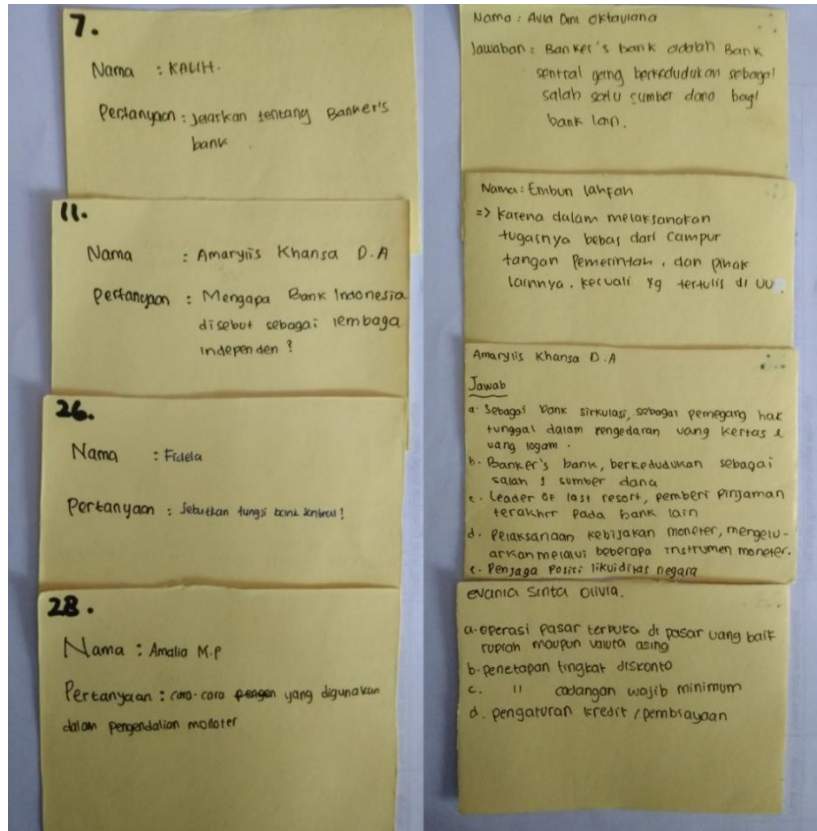 7.
Nama : KALIH.
Pertanyaan : Jelaskan tentang Banker's
bank
11.
Nama : Amaryllis Khansa D.A
Pertanyaan : Mengapa Bank Indonesia
disebut sebagai lembaga
independen ?
26.
Nama : Fidela
Pertanyaan : Sebutkan fungsi bank sentral !
28.
Nama : Amalia M.P
Pertanyaan : cara-cara yang digunakan
dalam pengendalian moneter
Nama : Avia Dini Oktaviana
Jawaban : Banker's bank adalah Bank
sentral yang berkedudukan sebagai
salah satu sumber dana bagi
bank lain.
Nama : Embun
=> Karena dalam melaksanakan
tugasnya bebas dari campur
tangan Pemerintah, dan pihak
lainnya, kecuali yg tertulis di UU
Amaryllis Khansa D.A
Jawab
a. Sebagai bank sirkulasi, sebagai pemegang hak
tunggal dalam pengedaran uang kertas &
uang logam.
b. Banker's bank, berkedudukan sebagai
salah 1 sumber dana
c. Leader of last resort, pemberi pinjaman
terakhir pada bank lain
d. Pelaksanaan kebijakan moneter, mengelu-
arkan melalui beberapa instrumen moneter.
e. Penjaga posisi likuiditas negara
evania sinta olivia.
a. operasi pasar terbuka di pasar uang baik
rupiah maupun valuta asing
b. penetapan tingkat diskonto
c. 11 cadangan wajib minimum
d. pengaturan kredit / pembiayaan